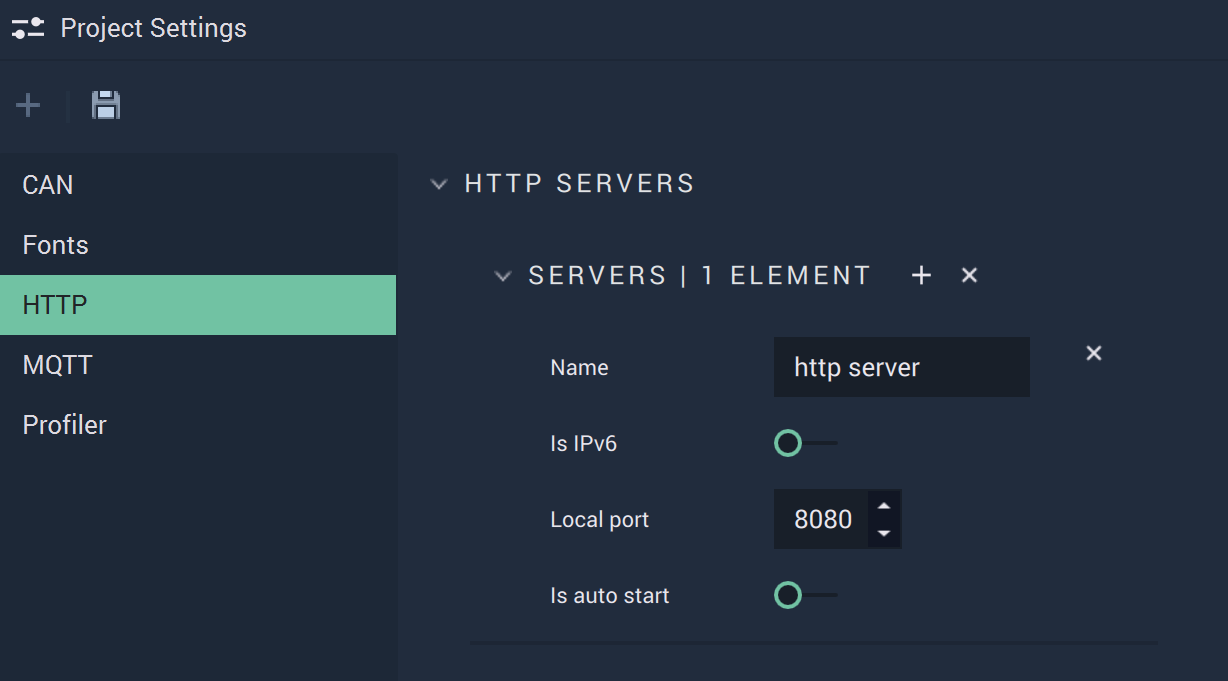 Project Settings
CAN
Fonts
HTTP
MQTT
Profiler
HTTP SERVERS
SERVERS | 1 ELEMENT
Name
http server
Is IPv6
Local port
8080
Is auto start